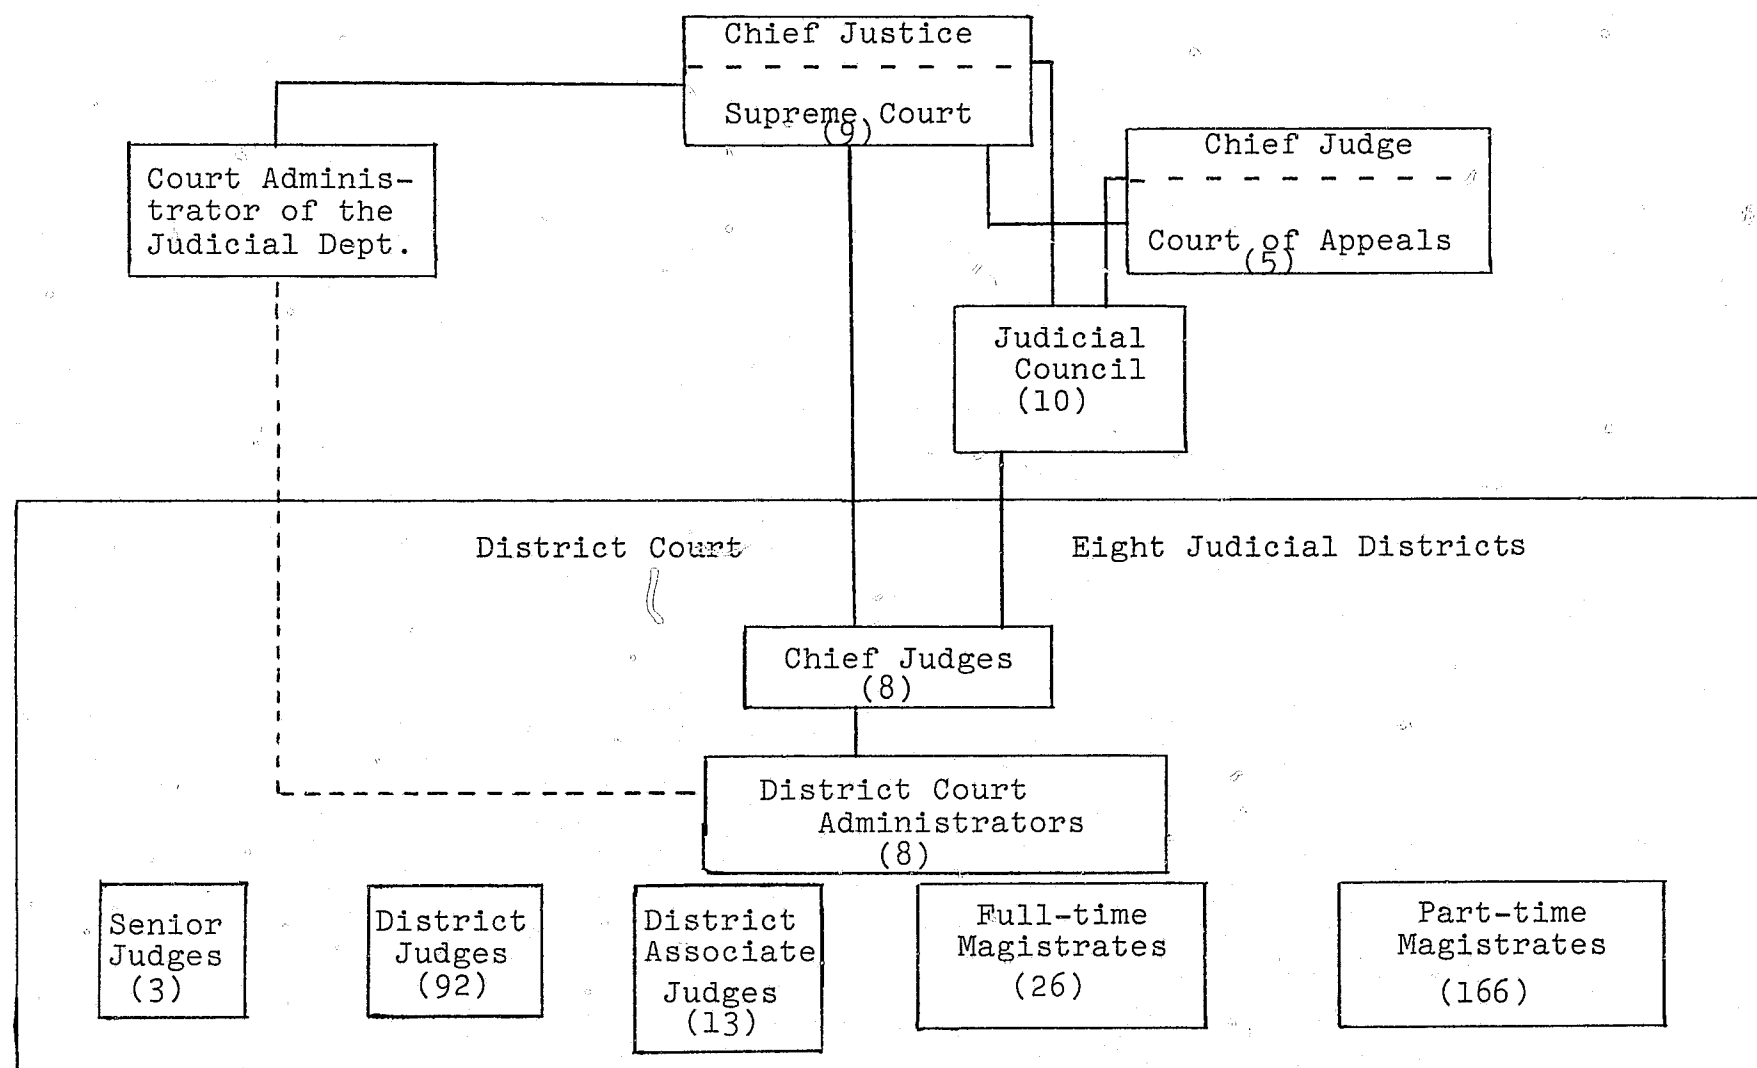 Chief Justice
Supreme Court
(9)
Court Adminis-
trator of the
Judicial Dept.
Chief Judge
Court of Appeals
(5)
Judicial
Council
(10)
District Court
Eight Judicial Districts
Chief Judges
(8)
District Court
Administrators
(8)
Senior
Judges
(3)
District
Judges
(92)
District
Associate
Judges
(13)
Full-time
Magistrates
(26)
Part-time
Magistrates
(166)